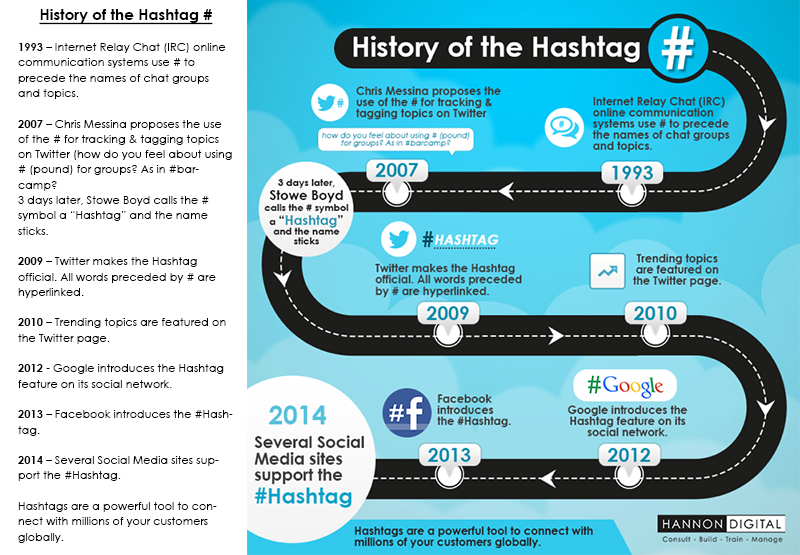 History of the Hashtag #
1993 – Internet Relay Chat (IRC) online
communication systems use # to
precede the names of chat groups
and topics.
2007 – Chris Messina proposes the use
of the # for tracking & tagging topics
on Twitter (how do you feel about using
# (pound) for groups? As in #bar-
camp?
3 days later, Stowe Boyd calls the #
symbol a “Hashtag” and the name
sticks.
2009 – Twitter makes the Hashtag
official. All words preceded by # are
hyperlinked.
2010 – Trending topics are featured on
the Twitter page.
2012 - Google introduces the Hashtag
feature on its social network.
2013 – Facebook introduces the #Hash-
tag.
2014 – Several Social Media sites sup-
port the #Hashtag.
Hashtags are a powerful tool to con-
nect with millions of your customers
globally.
History of the Hashtag #
Internet Relay Chat (IRC)
online communication
systems use # to precede
the names of chat groups
and topics.
#
1993
#
Chris Messina proposes the
use of the # for tracking &
tagging topics on Twitter
how do you feel about using # (pound)
for groups? As in #barcamp?
2007
3 days later,
Stowe Boyd
calls the # symbol
a “Hashtag”
and the name
sticks
#HASHTAG
Twitter makes the Hashtag
official. All words preceded
by # are hyperlinked.
2009
Trending topics
are featured on
the Twitter page.
2010
#Google
Google introduces the
Hashtag feature on its
social network.
2012
#f
Facebook
introduces
the #Hashtag.
2013
2014
Several Social
Media sites
support the
#Hashtag
Hashtags are a powerful tool to connect with
millions of your customers globally.
HANNON DIGITAL
Consult - Build - Train - Manage